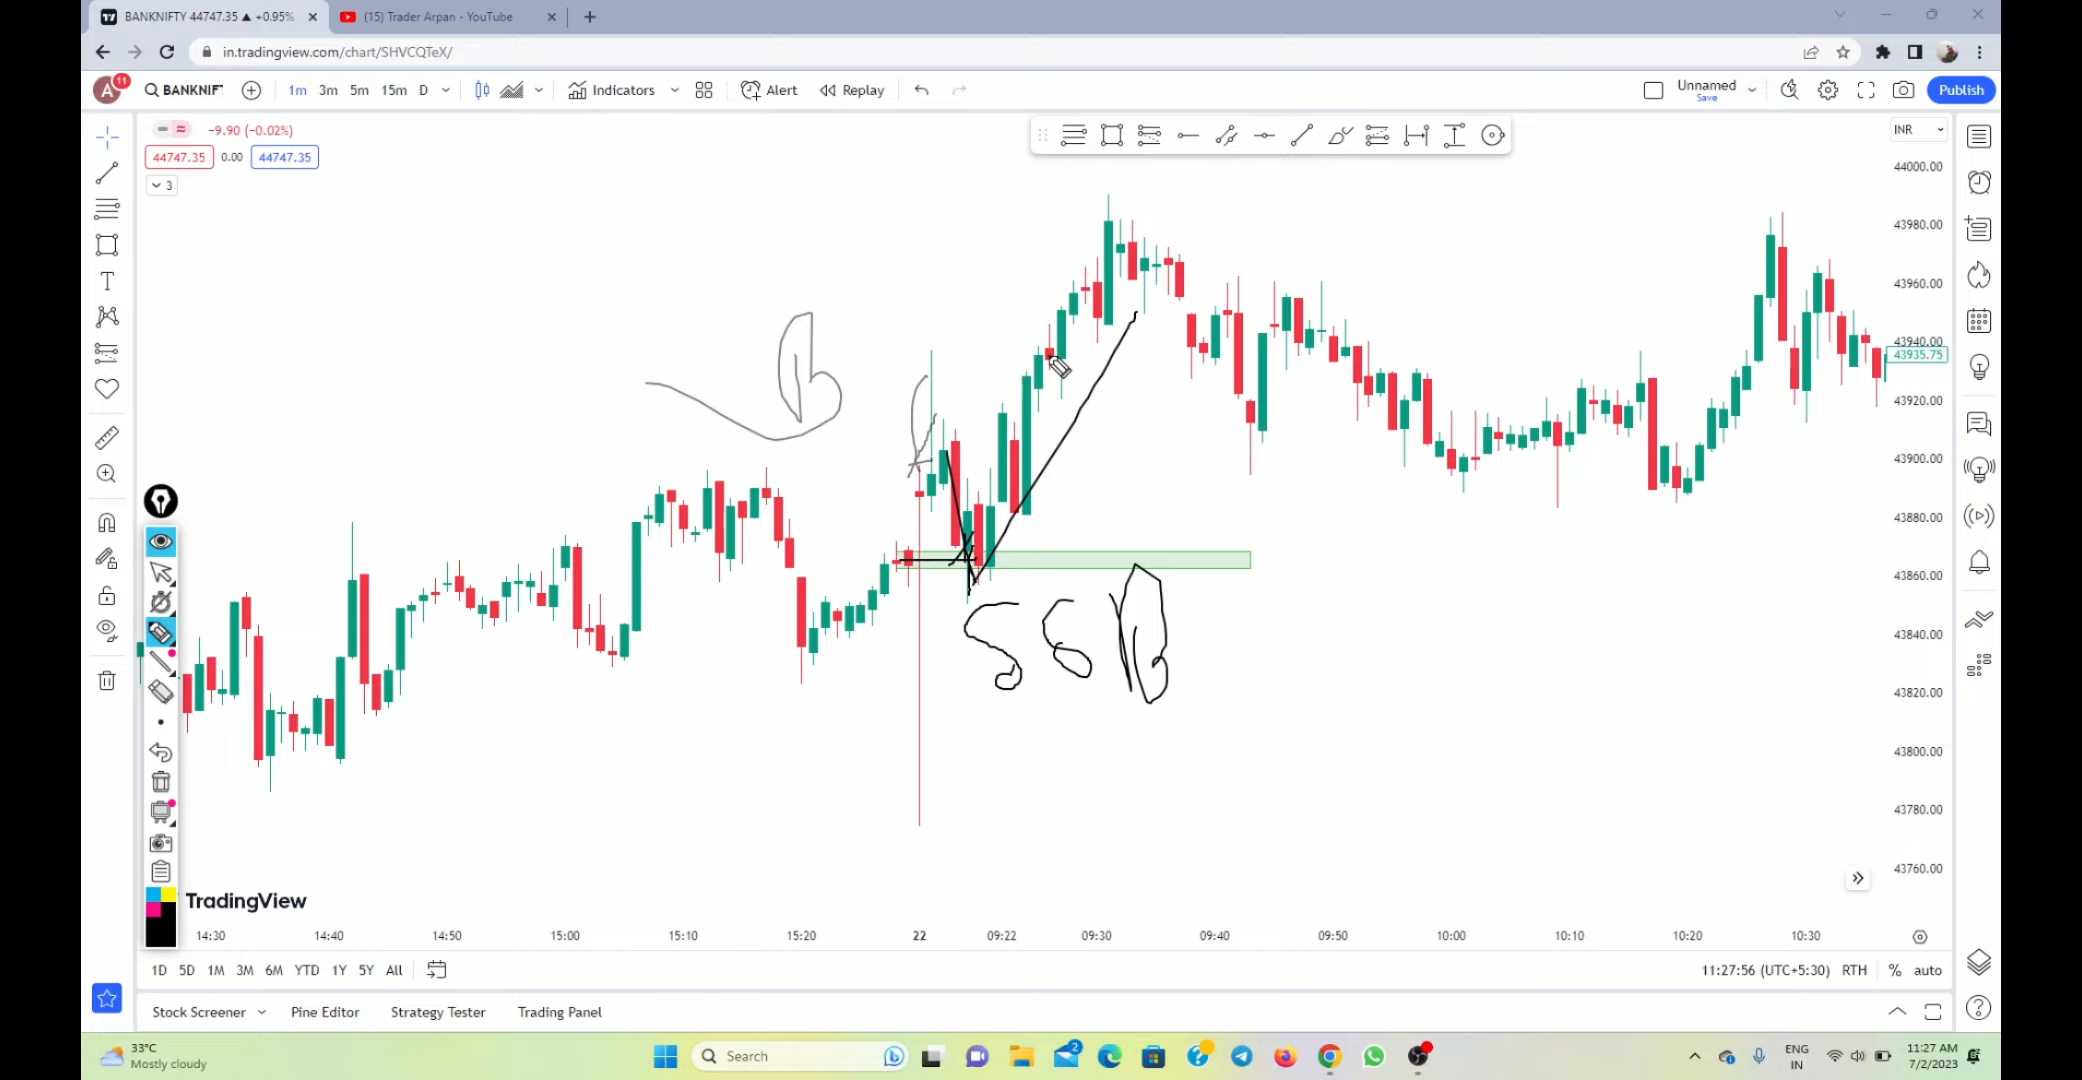 BANKNIFTY 44747.35 ▲ +0.95%
(15) Trader Arpan - YouTube
in.tradingview.com/chart/SHVCQTeX/
A
11
BANKNIF
1m 3m 5m 15m D
Indicators
Alert
Replay
Unnamed
Save
Publish
−9.90 (−0.02%)
44747.35 0.00 44747.35
3
INR
44000.00
43980.00
43960.00
43940.00
43935.75
43920.00
43900.00
43880.00
43860.00
43840.00
43820.00
43800.00
43780.00
43760.00
TradingView
14:30 14:40 14:50 15:00 15:10 15:20 22 09:22 09:30 09:40 09:50 10:00 10:10 10:20 10:30
1D 5D 1M 3M 6M YTD 1Y 5Y All
11:27:56 (UTC+5:30) RTH % auto
Stock Screener Pine Editor Strategy Tester Trading Panel
33°C
Mostly cloudy
Search
2
ENG
IN
11:27 AM
7/2/2023